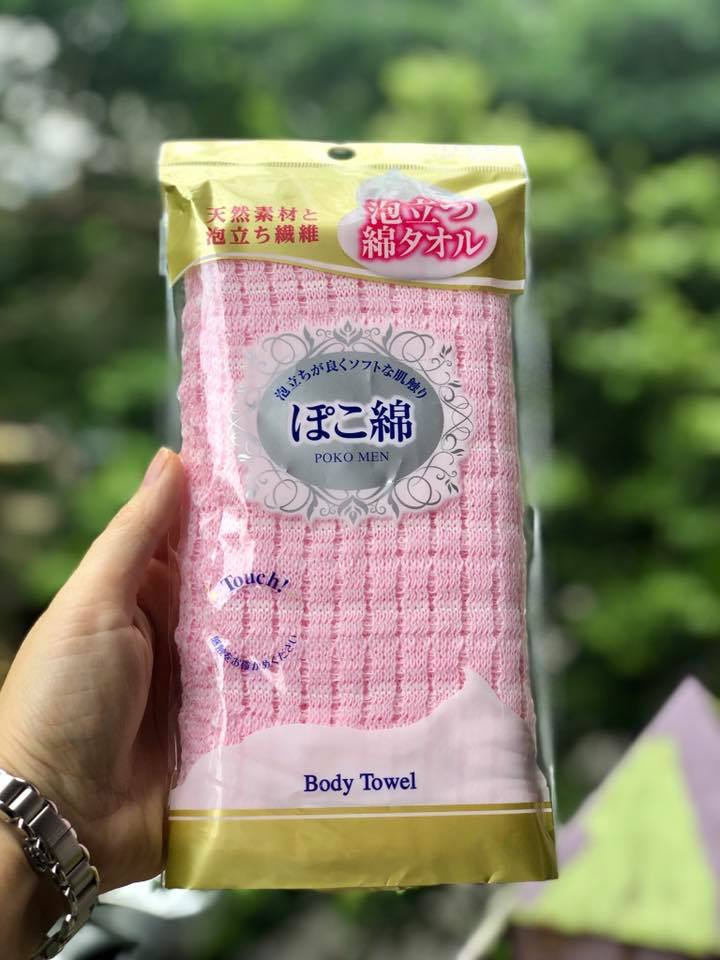 天然素材と
泡立ち繊維
泡立つ
綿タオル
泡立ちが良くソフトな肌触り
ぽこ綿
POKO MEN
Touch!
Body Towel